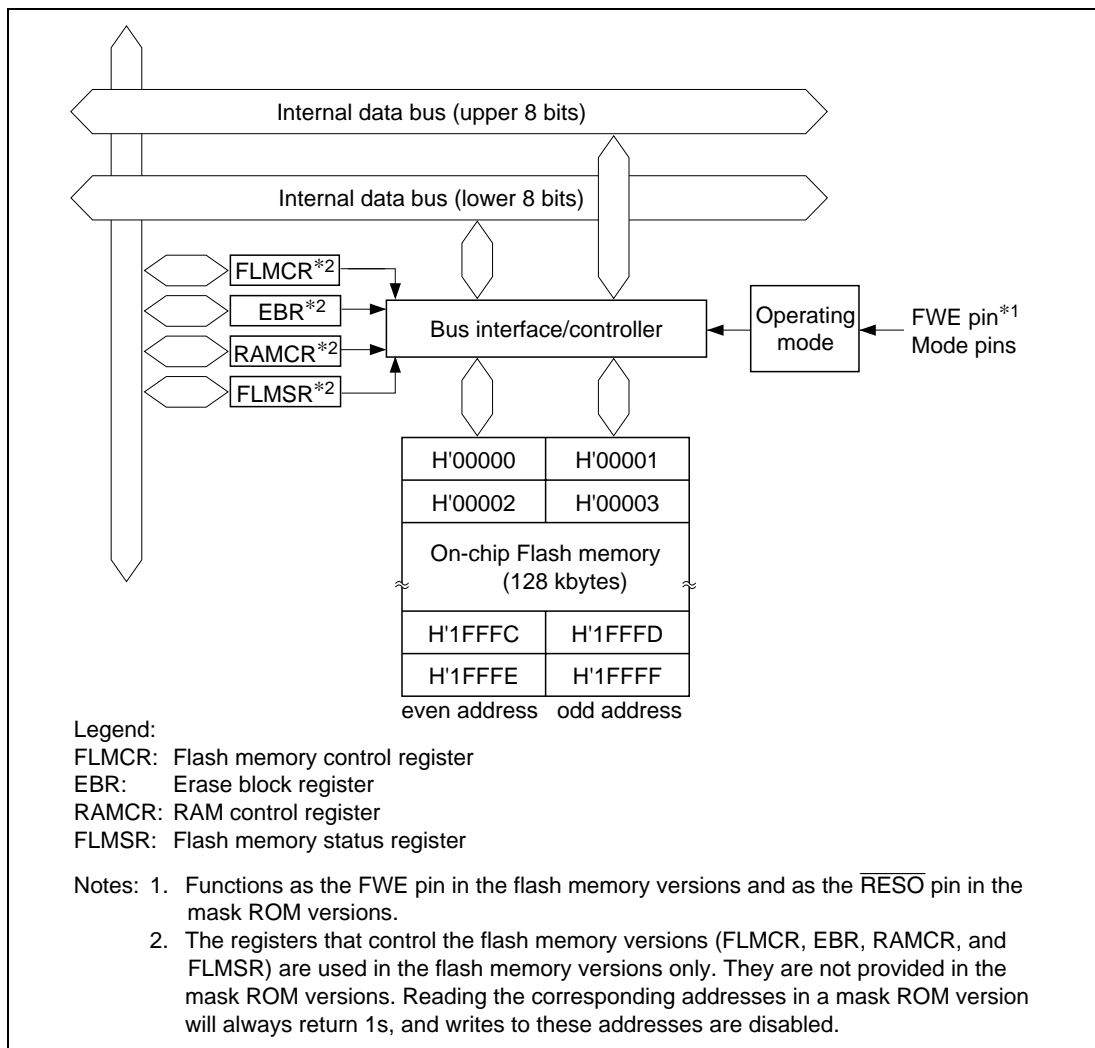 Internal data bus (upper 8 bits)
Internal data bus (lower 8 bits)
FLMCR*2
EBR*2
RAMCR*2
FLMSR*2
Bus interface/controller
Operating
mode
FWE pin*1
Mode pins
H'00000 H'00001
H'00002 H'00003
On-chip Flash memory
(128 kbytes)
H'1FFFC H'1FFFD
H'1FFFE H'1FFFF
even address odd address
Legend:
FLMCR: Flash memory control register
EBR: Erase block register
RAMCR: RAM control register
FLMSR: Flash memory status register
Notes: 1. Functions as the FWE pin in the flash memory versions and as the R̅E̅S̅O̅ pin in the
mask ROM versions.
2. The registers that control the flash memory versions (FLMCR, EBR, RAMCR, and
FLMSR) are used in the flash memory versions only. They are not provided in the
mask ROM versions. Reading the corresponding addresses in a mask ROM version
will always return 1s, and writes to these addresses are disabled.